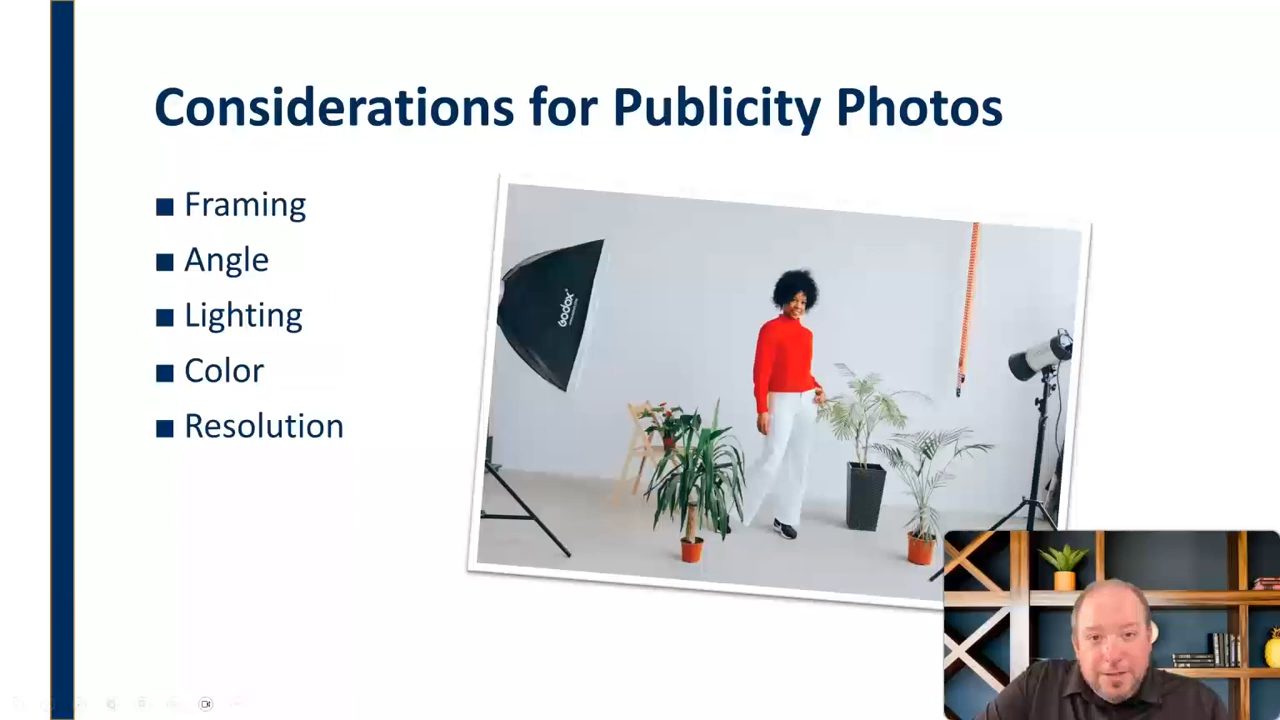 Considerations for Publicity Photos
■ Framing
■ Angle
■ Lighting
■ Color
■ Resolution
Godox